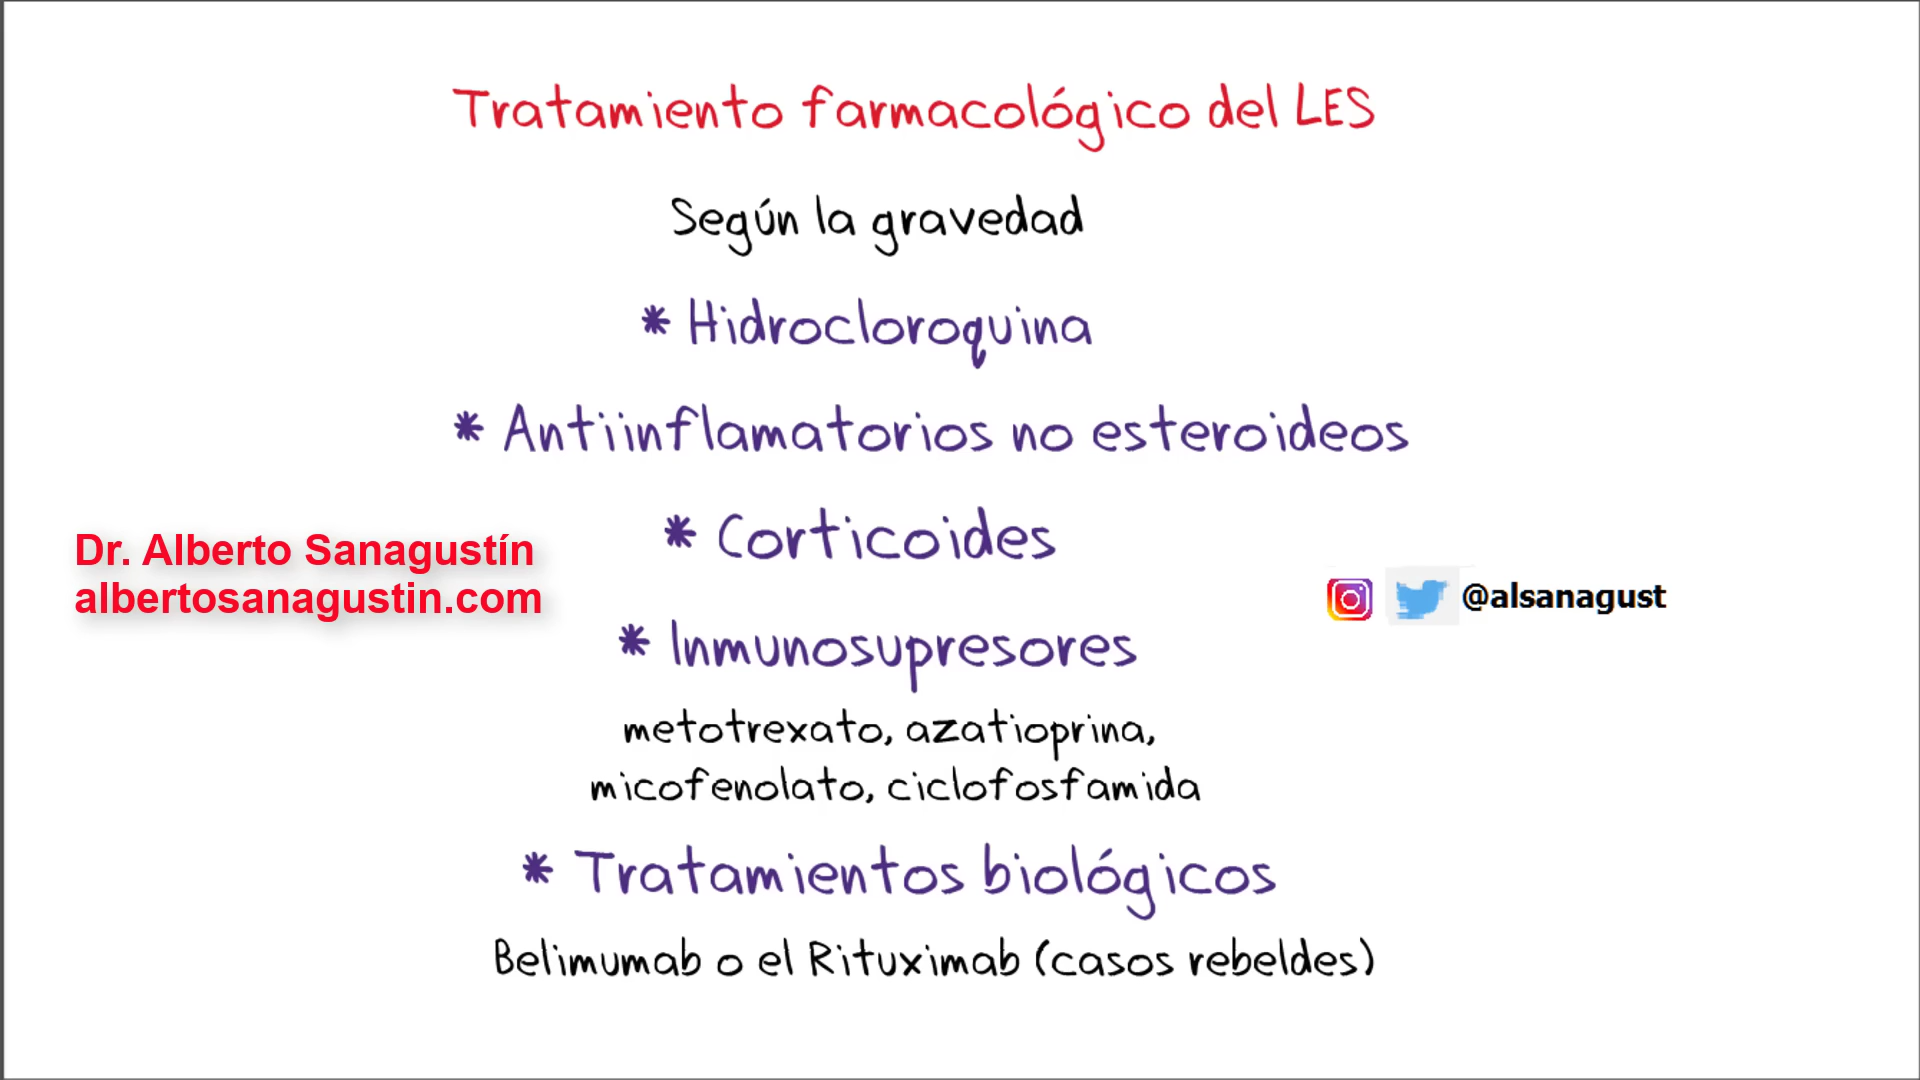 Tratamiento farmacológico del LES
Según la gravedad
* Hidrocloroquina
* Antiinflamatorios no esteroideos
* Corticoides
Dr. Alberto Sanagustín
albertosanagustin.com
@alsanagust
* Inmunosupresores
metotrexato, azatioprina,
micofenolato, ciclofosfamida
* Tratamientos biológicos
Belimumab o el Rituximab (casos rebeldes)